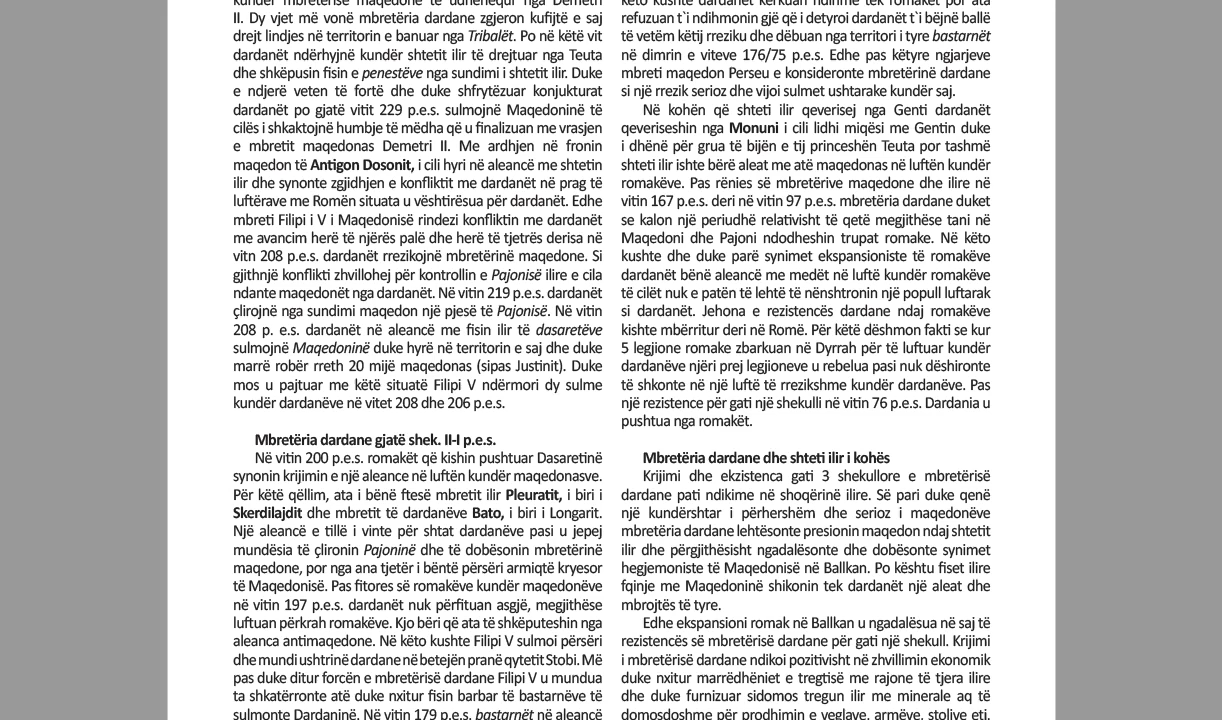 kundër mbretërisë maqedone të udhëhequr nga Demetri
II. Dy vjet më vonë mbretëria dardane zgjeron kufijtë e saj
drejt lindjes në territorin e banuar nga Tribalët. Po në këtë vit
dardanët ndërhyjnë kundër shtetit ilir të drejtuar nga Teuta
dhe shkëpusin fisin e penestëve nga sundimi i shtetit ilir. Duke
e ndjerë veten të fortë dhe duke shfrytëzuar konjukturat
dardanët po gjatë vitit 229 p.e.s. sulmojnë Maqedoninë të
cilës i shkaktojnë humbje të mëdha që u finalizuan me vrasjen
e mbretit maqedonas Demetri II. Me ardhjen në fronin
maqedon të Antigon Dosonit, i cili hyri në aleancë me shtetin
ilir dhe synonte zgjidhjen e konfliktit me dardanët në prag të
luftërave me Romën situata u vështirësua për dardanët. Edhe
mbreti Filipi i V i Maqedonisë rindezi konfliktin me dardanët
me avancim herë të njërës palë dhe herë të tjetrës derisa në
vitn 208 p.e.s. dardanët rrezikojnë mbretërinë maqedone. Si
gjithnjë konflikti zhvillohej për kontrollin e Pajonisë ilire e cila
ndante maqedonët nga dardanët. Në vitin 219 p.e.s. dardanët
çlirojnë nga sundimi maqedon një pjesë të Pajonisë. Në vitin
208 p. e.s. dardanët në aleancë me fisin ilir të dasaretëve
sulmojnë Maqedoninë duke hyrë në territorin e saj dhe duke
marrë robër rreth 20 mijë maqedonas (sipas Justinit). Duke
mos u pajtuar me këtë situatë Filipi V ndërmori dy sulme
kundër dardanëve në vitet 208 dhe 206 p.e.s.
Mbretëria dardane gjatë shek. II-I p.e.s.
Në vitin 200 p.e.s. romakët që kishin pushtuar Dasaretinë
synonin krijimin e një aleance në luftën kundër maqedonasve.
Për këtë qëllim, ata i bënë ftesë mbretit ilir Pleuratit, i biri i
Skerdilajdit dhe mbretit të dardanëve Bato, i biri i Longarit.
Një aleancë e tillë i vinte për shtat dardanëve pasi u jepej
mundësia të çlironin Pajoninë dhe të dobësonin mbretërinë
maqedone, por nga ana tjetër i bëntë përsëri armiqtë kryesor
të Maqedonisë. Pas fitores së romakëve kundër maqedonëve
në vitin 197 p.e.s. dardanët nuk përfituan asgjë, megjithëse
luftuan përkrah romakëve. Kjo bëri që ata të shkëputeshin nga
aleanca antimaqedone. Në këto kushte Filipi V sulmoi përsëri
dhe mundi ushtrinë dardane në betejën pranë qytetit Stobi. Më
pas duke ditur forcën e mbretërisë dardane Filipi V u mundua
ta shkatërronte atë duke nxitur fisin barbar të bastarnëve të
sulmonte Dardaninë. Në vitin 179 p.e.s. bastarnët në aleancë
këto kushte dardanët kërkuan ndihmë tek romakët por ata
refuzuan t`i ndihmonin gjë që i detyroi dardanët t`i bëjnë ballë
të vetëm këtij rreziku dhe dëbuan nga territori i tyre bastarnët
në dimrin e viteve 176/75 p.e.s. Edhe pas këtyre ngjarjeve
mbreti maqedon Perseu e konsideronte mbretërinë dardane
si një rrezik serioz dhe vijoi sulmet ushtarake kundër saj.
Në kohën që shteti ilir qeverisej nga Genti dardanët
qeveriseshin nga Monuni i cili lidhi miqësi me Gentin duke
i dhënë për grua të bijën e tij princeshën Teuta por tashmë
shteti ilir ishte bërë aleat me atë maqedonas në luftën kundër
romakëve. Pas rënies së mbretërive maqedone dhe ilire në
vitin 167 p.e.s. deri në vitin 97 p.e.s. mbretëria dardane duket
se kalon një periudhë relativisht të qetë megjithëse tani në
Maqedoni dhe Pajoni ndodheshin trupat romake. Në këto
kushte dhe duke parë synimet ekspansioniste të romakëve
dardanët bënë aleancë me medët në luftë kundër romakëve
të cilët nuk e patën të lehtë të nënshtronin një popull luftarak
si dardanët. Jehona e rezistencës dardane ndaj romakëve
kishte mbërritur deri në Romë. Për këtë dëshmon fakti se kur
5 legjione romake zbarkuan në Dyrrah për të luftuar kundër
dardanëve njëri prej legjioneve u rebelua pasi nuk dëshironte
të shkonte në një luftë të rrezikshme kundër dardanëve. Pas
një rezistence për gati një shekulli në vitin 76 p.e.s. Dardania u
pushtua nga romakët.
Mbretëria dardane dhe shteti ilir i kohës
Krijimi dhe ekzistenca gati 3 shekullore e mbretërisë
dardane pati ndikime në shoqërinë ilire. Së pari duke qenë
një kundërshtar i përhershëm dhe serioz i maqedonëve
mbretëria dardane lehtësonte presionin maqedon ndaj shtetit
ilir dhe përgjithësisht ngadalësonte dhe dobësonte synimet
hegjemoniste të Maqedonisë në Ballkan. Po kështu fiset ilire
fqinje me Maqedoninë shikonin tek dardanët një aleat dhe
mbrojtës të tyre.
Edhe ekspansioni romak në Ballkan u ngadalësua në saj të
rezistencës së mbretërisë dardane për gati një shekull. Krijimi
i mbretërisë dardane ndikoi pozitivisht në zhvillimin ekonomik
duke nxitur marrëdhëniet e tregtisë me rajone të tjera ilire
dhe duke furnizuar sidomos tregun ilir me minerale aq të
domosdoshme për prodhimin e veglave, armëve, stolive etj.